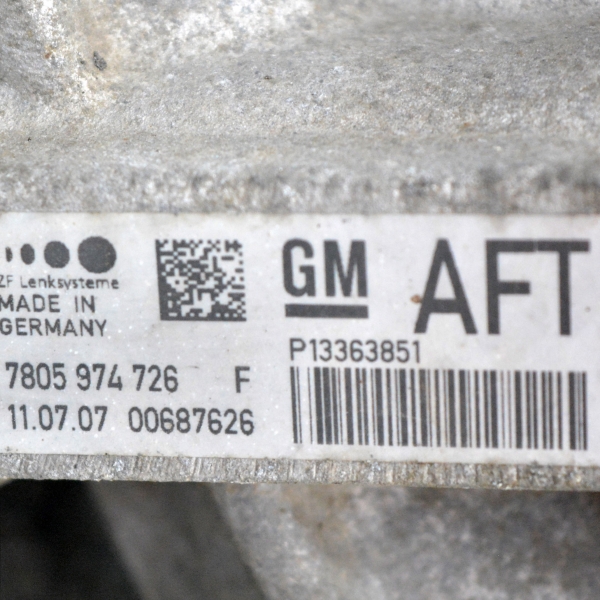 ZF Lenksysteme
MADE IN
GERMANY
GM
AFT
P13363851
7805 974 726 F
11.07.07 00687626